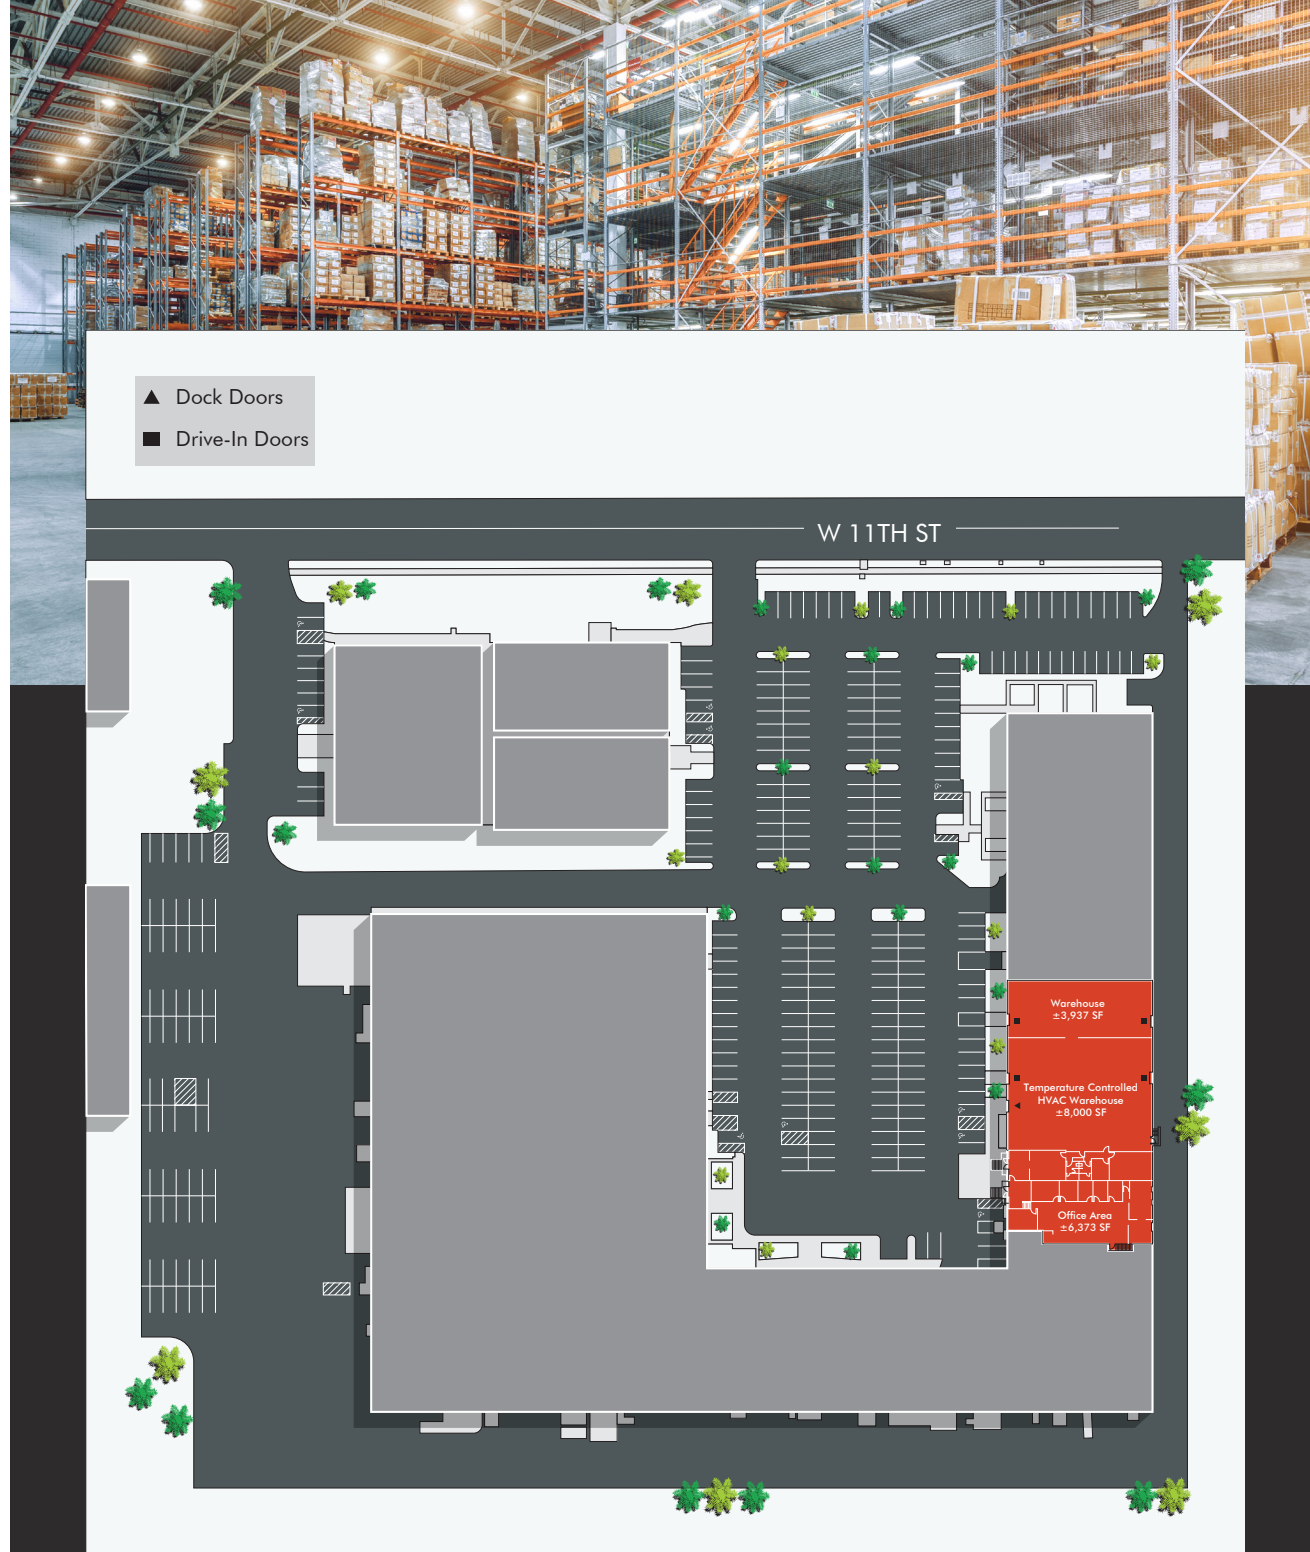 Dock Doors
Drive-In Doors
W 11TH ST
Warehouse
±3,937 SF
Temperature Controlled
HVAC Warehouse
±8,000 SF
Office Area
±6,373 SF